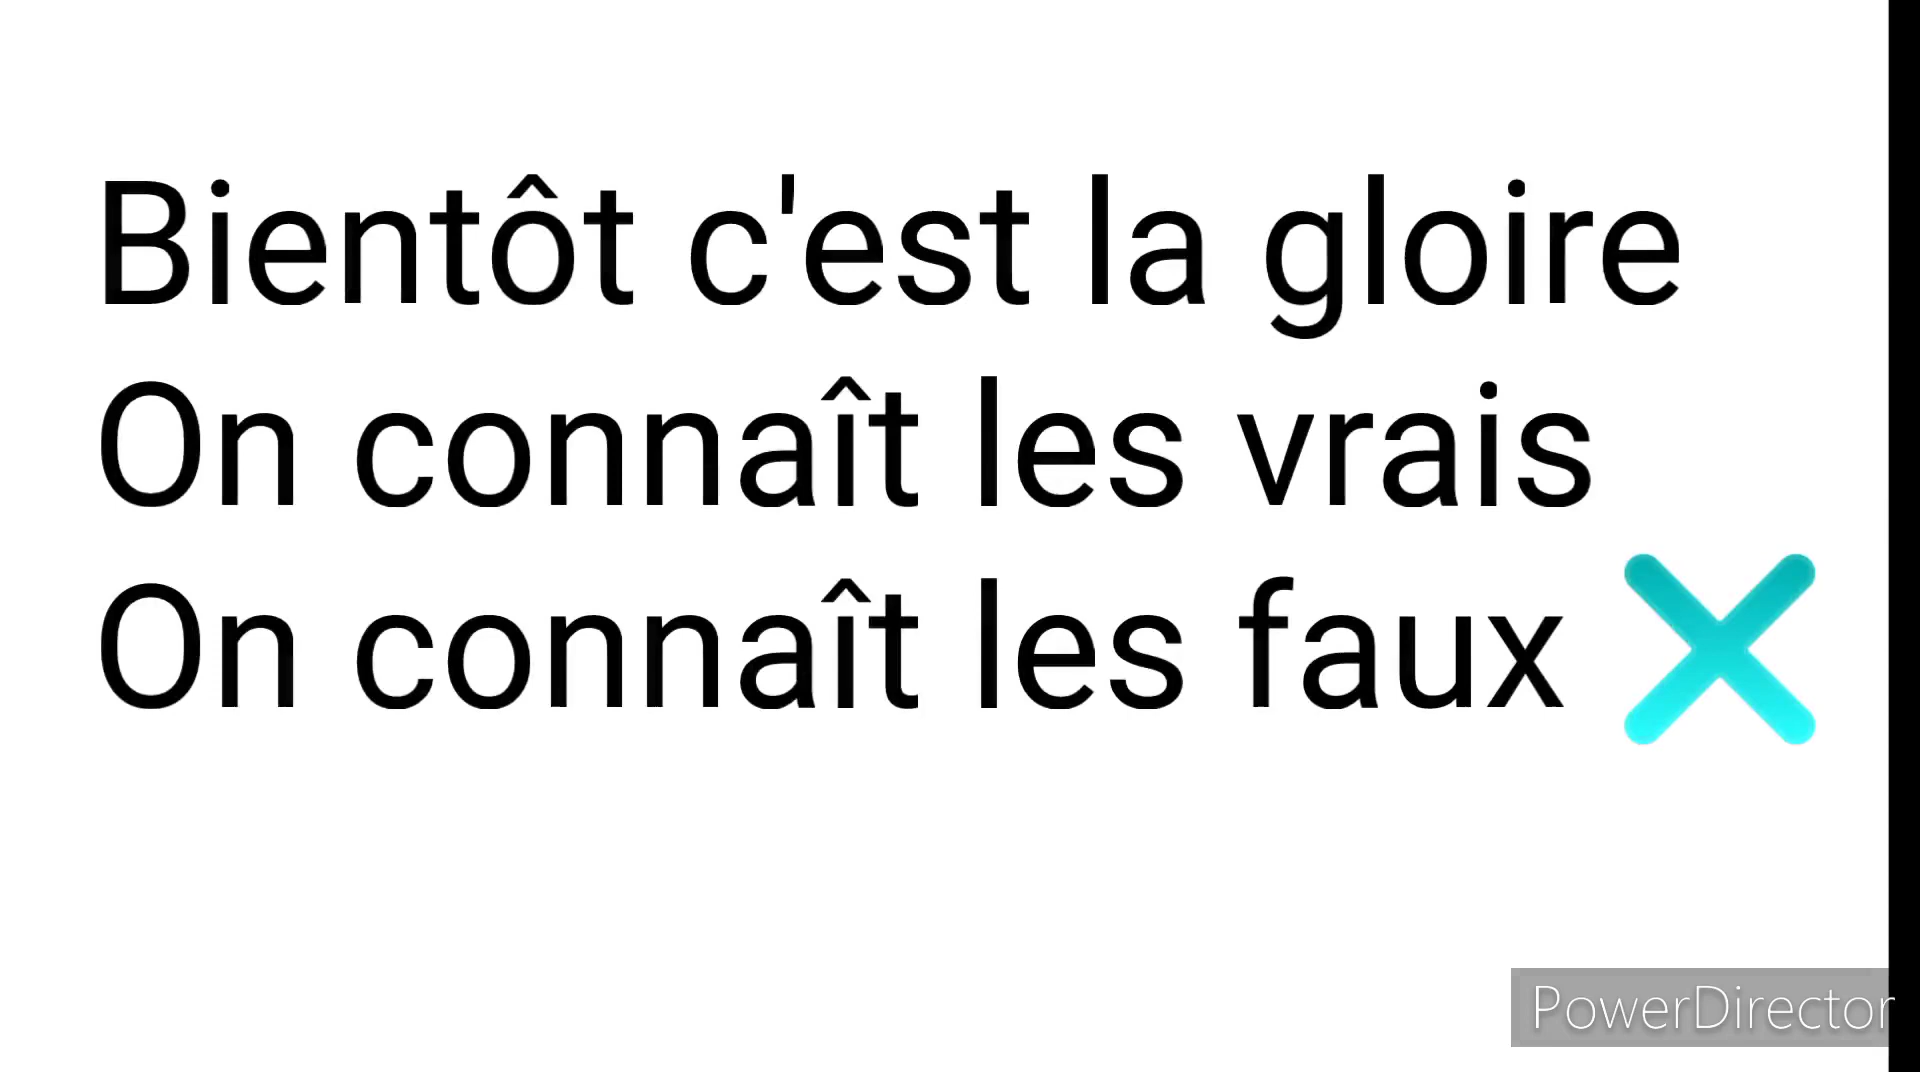 Bientôt c'est la gloire
On connaît les vrais
On connaît les faux ❌
PowerDirector